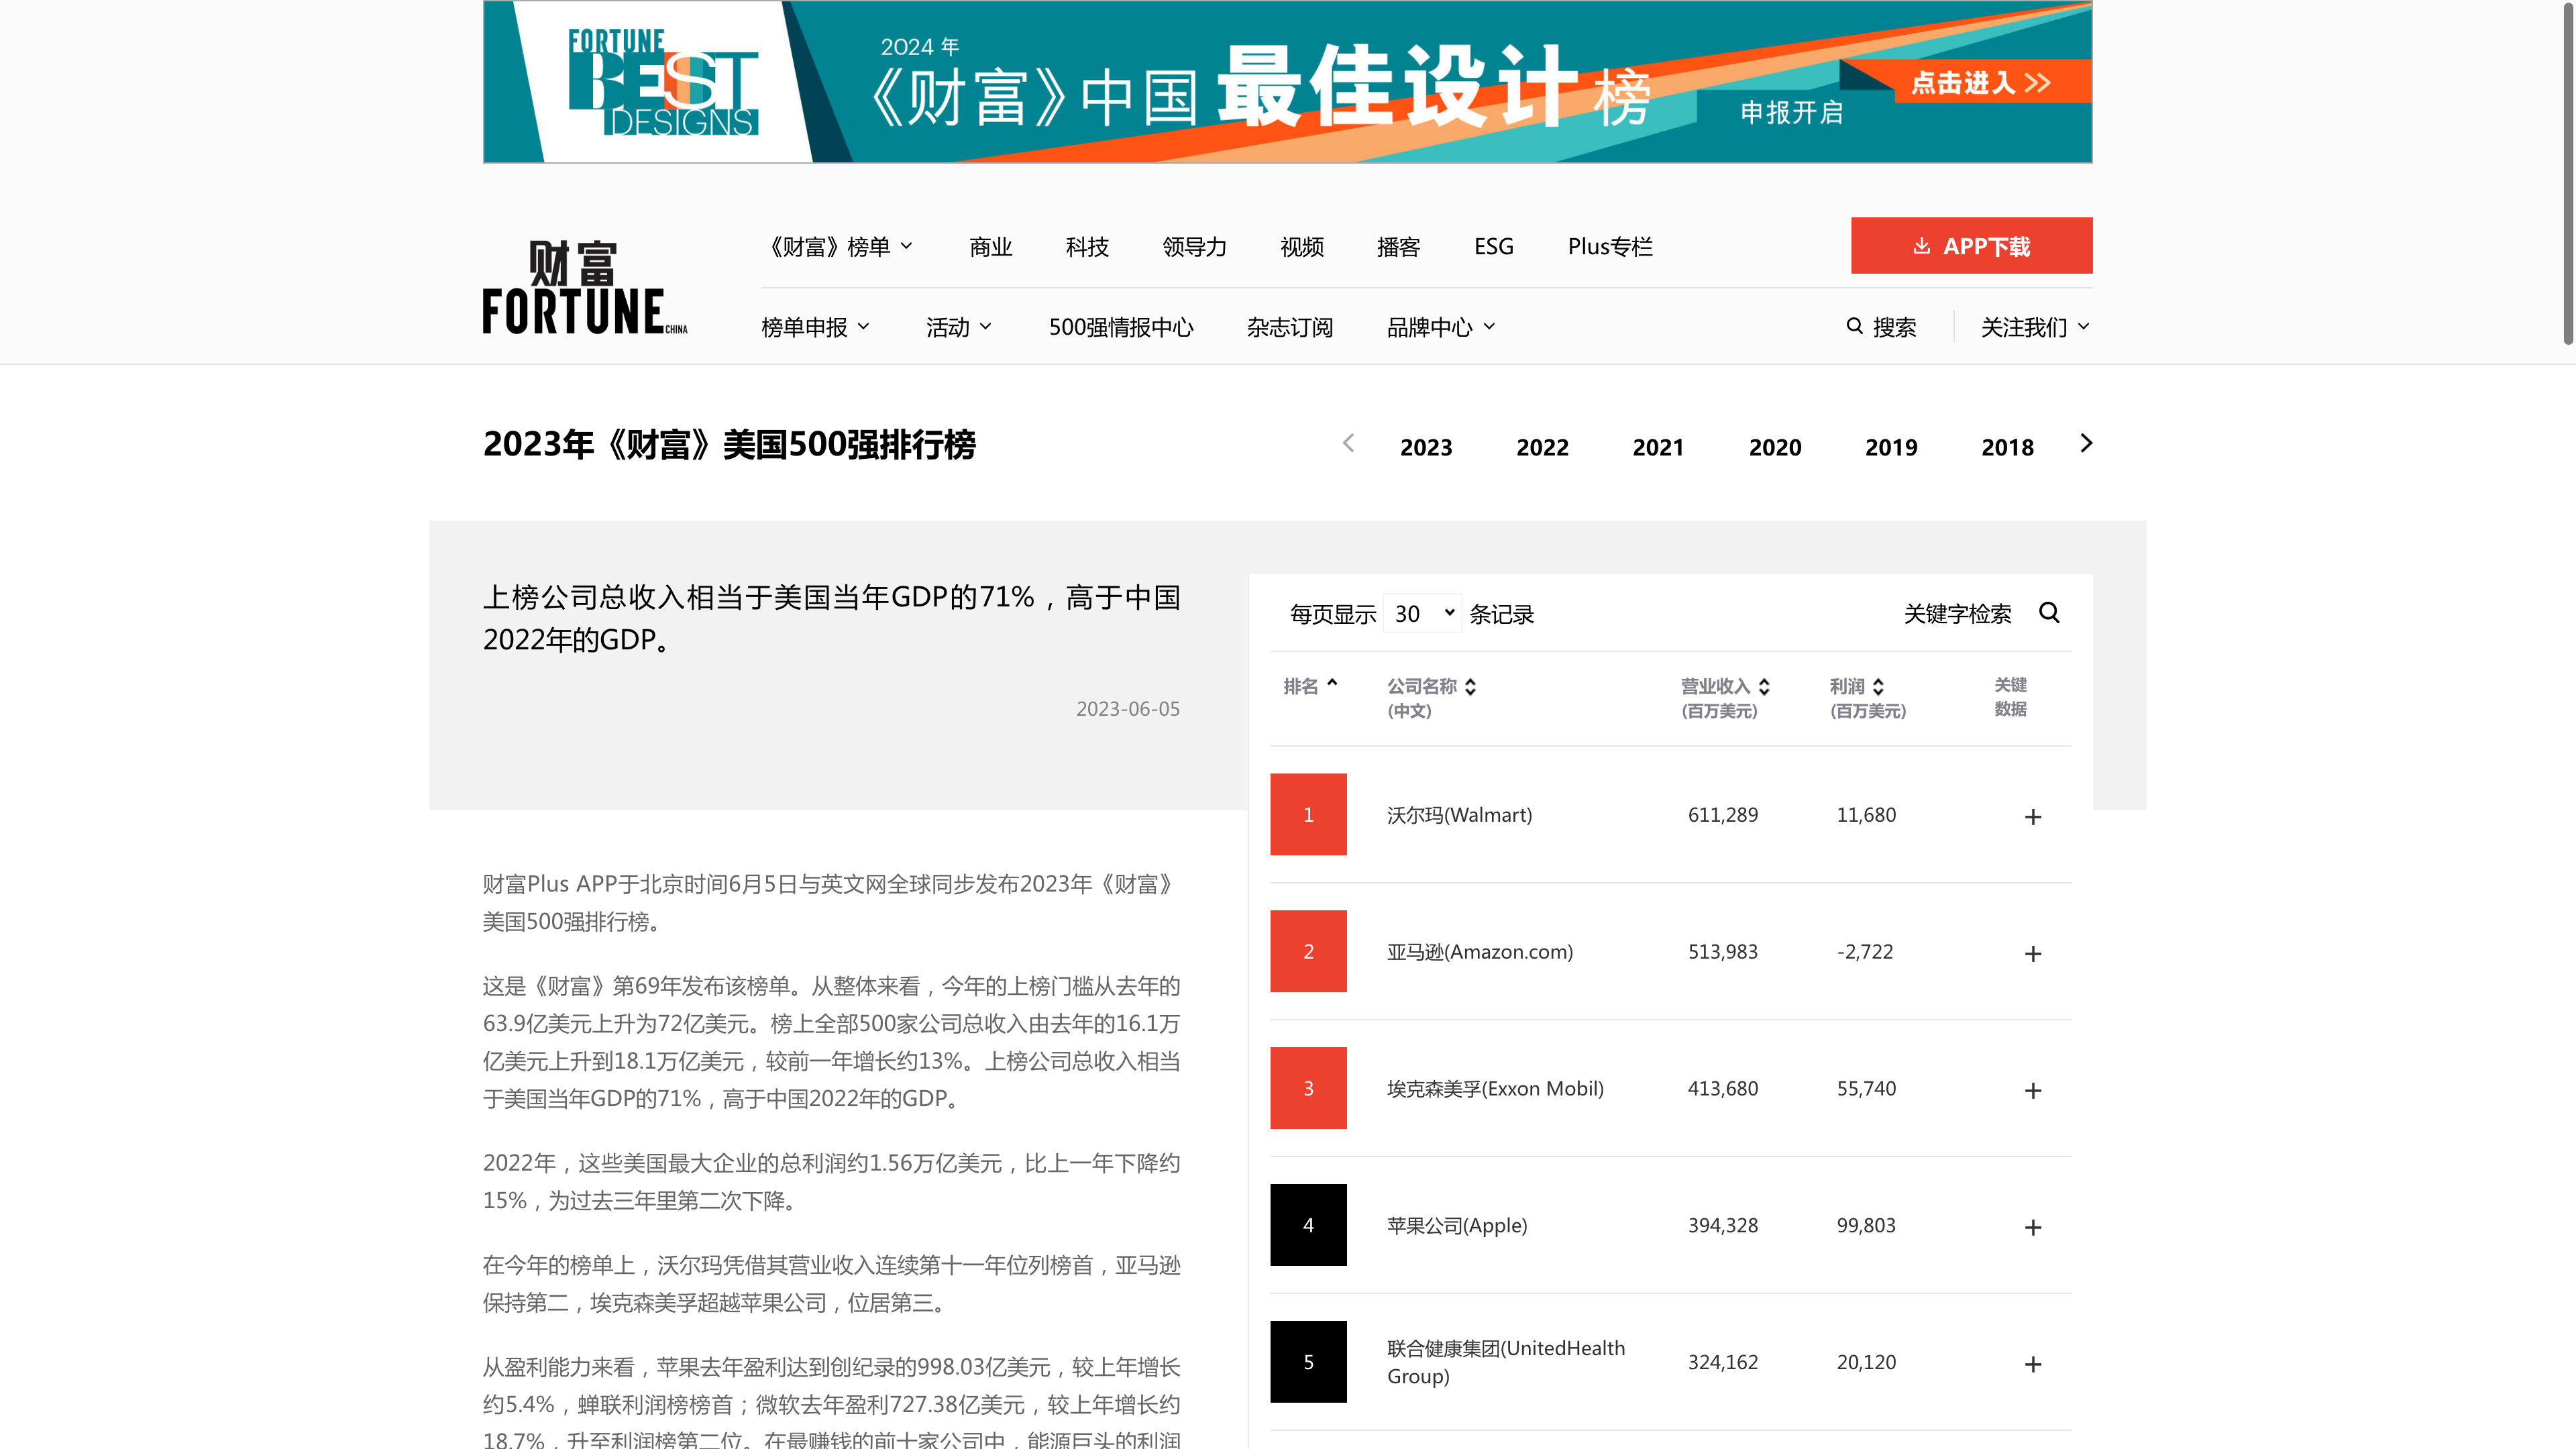 FORTUNE
BEST
DESIGNS
2024 年
《财富》中国 最佳设计 榜
申报开启
点击进入
财富
FORTUNE CHINA
《财富》榜单
商业
科技
领导力
视频
播客
ESG
Plus专栏
APP下载
榜单申报
活动
500强情报中心
杂志订阅
品牌中心
搜索
关注我们
2023年《财富》美国500强排行榜
2023 2022 2021 2020 2019 2018
上榜公司总收入相当于美国当年GDP的71%，高于中国
2022年的GDP。
2023-06-05
财富Plus APP于北京时间6月5日与英文网全球同步发布2023年《财富》
美国500强排行榜。
这是《财富》第69年发布该榜单。从整体来看，今年的上榜门槛从去年的
63.9亿美元上升为72亿美元。榜上全部500家公司总收入由去年的16.1万
亿美元上升到18.1万亿美元，较前一年增长约13%。上榜公司总收入相当
于美国当年GDP的71%，高于中国2022年的GDP。
2022年，这些美国最大企业的总利润约1.56万亿美元，比上一年下降约
15%，为过去三年里第二次下降。
在今年的榜单上，沃尔玛凭借其营业收入连续第十一年位列榜首，亚马逊
保持第二，埃克森美孚超越苹果公司，位居第三。
从盈利能力来看，苹果去年盈利达到创纪录的998.03亿美元，较上年增长
约5.4%，蝉联利润榜榜首；微软去年盈利727.38亿美元，较上年增长约
18.7%，升至利润榜第二位。在最赚钱的前十家公司中，能源巨头的利润
每页显示 30 条记录
关键字检索
排名 公司名称 营业收入 利润 关键
(中文) (百万美元) (百万美元) 数据
1 沃尔玛(Walmart) 611,289 11,680 +
2 亚马逊(Amazon.com) 513,983 -2,722 +
3 埃克森美孚(Exxon Mobil) 413,680 55,740 +
4 苹果公司(Apple) 394,328 99,803 +
5 联合健康集团(UnitedHealth
Group) 324,162 20,120 +